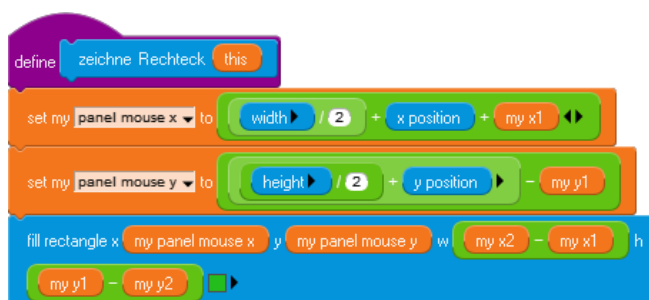 define zeichne Rechteck this
set my panel mouse x to width / 2 + x position + my x1
set my panel mouse y to height / 2 + y position - my y1
fill rectangle x my panel mouse x y my panel mouse y w my x2 - my x1 h
my y1 - my y2